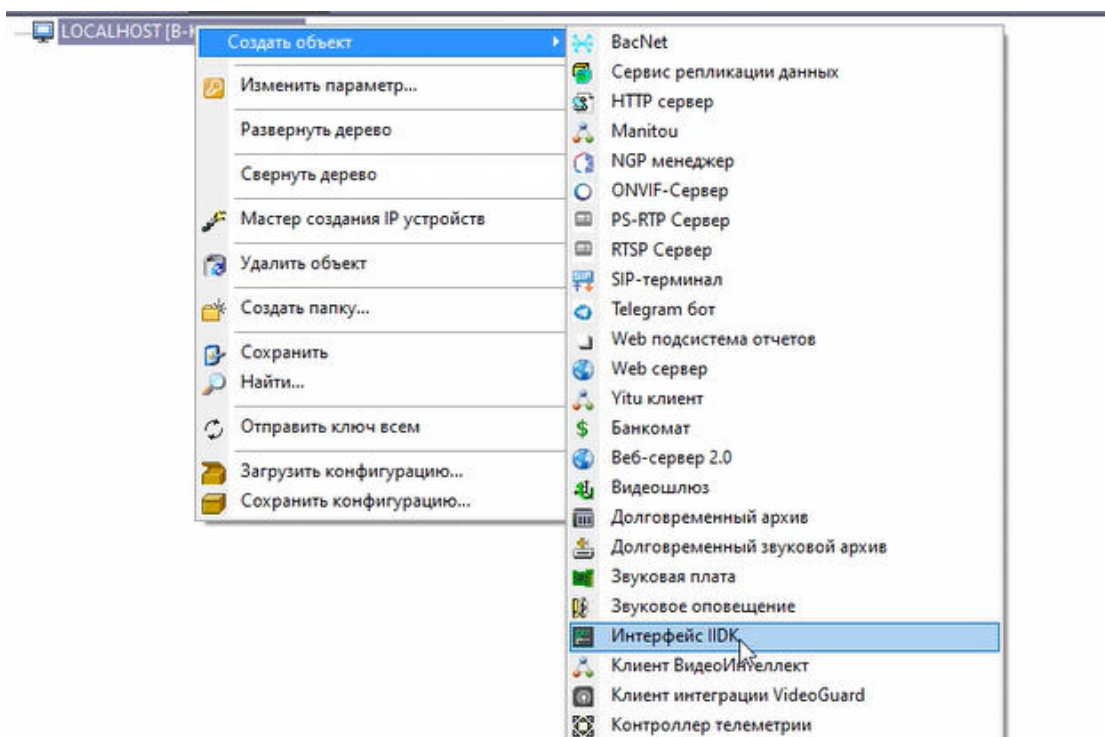 LOCALHOST [B-
Создать объект
Изменить параметр...
Развернуть дерево
Свернуть дерево
Мастер создания IP устройств
Удалить объект
Создать папку...
Сохранить
Найти...
Отправить ключ всем
Загрузить конфигурацию...
Сохранить конфигурацию...
BacNet
Сервис репликации данных
HTTP сервер
Manitou
NGP менеджер
ONVIF-Сервер
PS-RTP Сервер
RTSP Сервер
SIP-терминал
Telegram бот
Web подсистема отчетов
Web сервер
Yitu клиент
Банкомат
Веб-сервер 2.0
Видеошлюз
Долговременный архив
Долговременный звуковой архив
Звуковая плата
Звуковое оповещение
Интерфейс IIDK
Клиент ВидеоИнтеллект
Клиент интеграции VideoGuard
Контроллер телеметрии